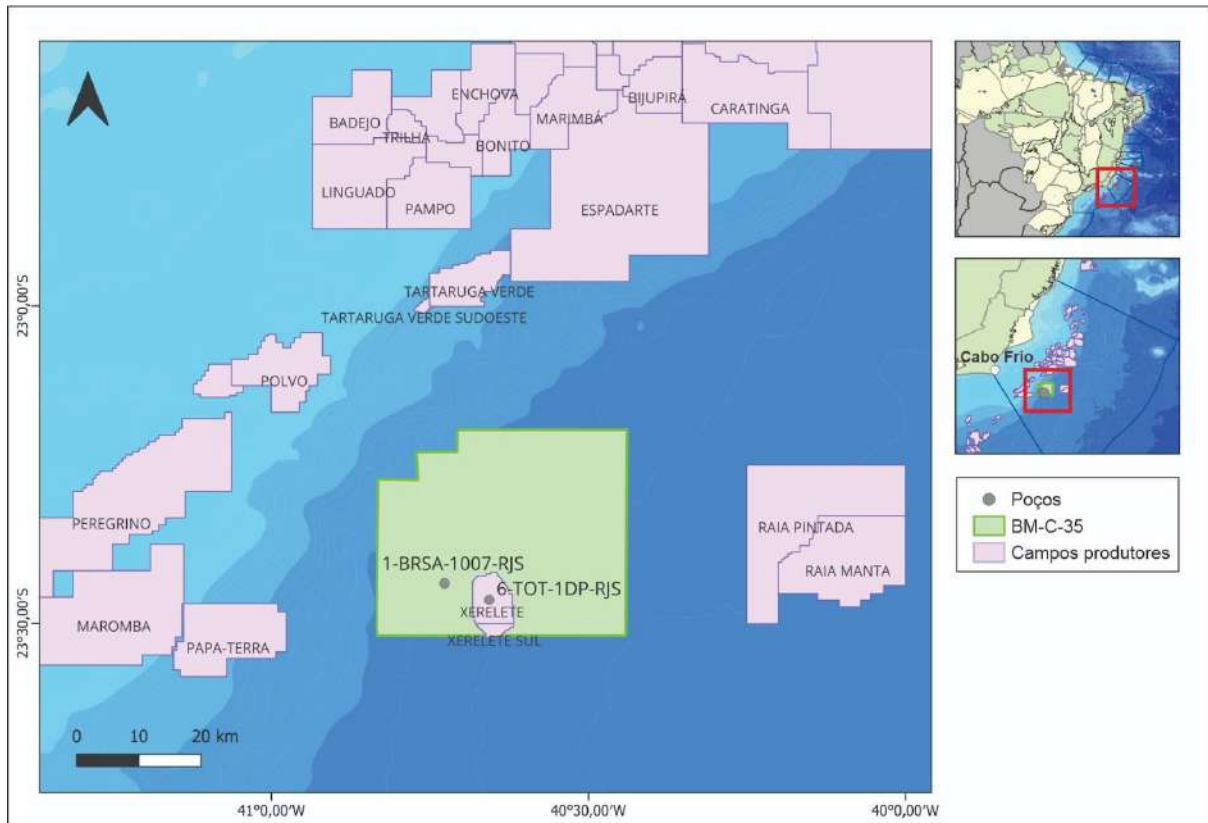 ENCHOVA
BIJUPIRÁ
CARATINGA
BADEJO
MARIMBÁ
TRILHA
BONITO
LINGUADO
PAMPO
ESPADARTE
TARTARUGA VERDE
TARTARUGA VERDE SUDOESTE
POLVO
PEREGRINO
RAIA PINTADA
1-BRSA-1007-RJS
RAIA MANTA
6-TOT-1DP-RJS
XERELETE
MAROMBA
XERELETE SUL
PAPA-TERRA
0 10 20 km
23°0,00'S
23°30,00'S
41°0,00'W
40°30,00'W
40°0,00'W
Cabo Frio
Poços
BM-C-35
Campos produtores